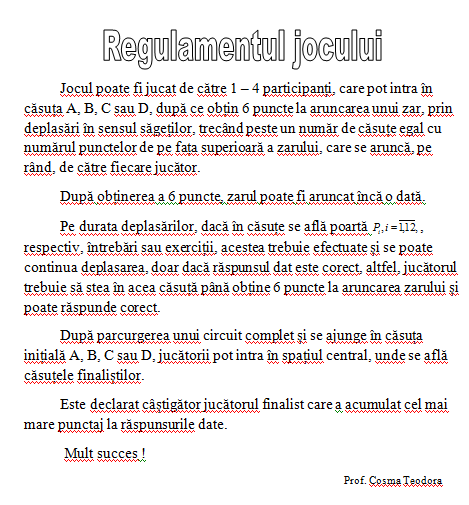 Regulamentul jocului
Jocul poate fi jucat de către 1 – 4 participanți, care pot intra în
căsuța A, B, C sau D, după ce obțin 6 puncte la aruncarea unui zar, prin
deplasări în sensul săgeților, trecând peste un număr de căsuțe egal cu
numărul punctelor de pe fața superioară a zarului, care se aruncă, pe
rând, de către fiecare jucător.
După obținerea a 6 puncte, zarul poate fi aruncat încă o dată.
Pe durata deplasărilor, dacă în căsuțe se află poartă P_i, i = \overline{1,12}, ,
respectiv, întrebări sau exerciții, acestea trebuie efectuate și se poate
continua deplasarea, doar dacă răspunsul dat este corect, altfel, jucătorul
trebuie să stea în acea căsuță până obține 6 puncte la aruncarea zarului și
poate răspunde corect.
După parcurgerea unui circuit complet și se ajunge în căsuța
inițială A, B, C sau D, jucătorii pot intra în spațiul central, unde se află
căsuțele finaliștilor.
Este declarat câștigător jucătorul finalist care a acumulat cel mai
mare punctaj la răspunsurile date.
Mult succes !
Prof. Cosma Teodora